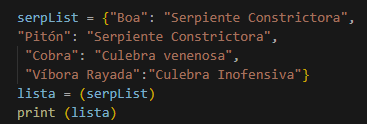 serpList = {"Boa": "Serpiente Constrictora",
"Pitón": "Serpiente Constrictora",
"Cobra": "Culebra venenosa",
"Víbora Rayada":"Culebra Inofensiva"}
lista = (serpList)
print (lista)